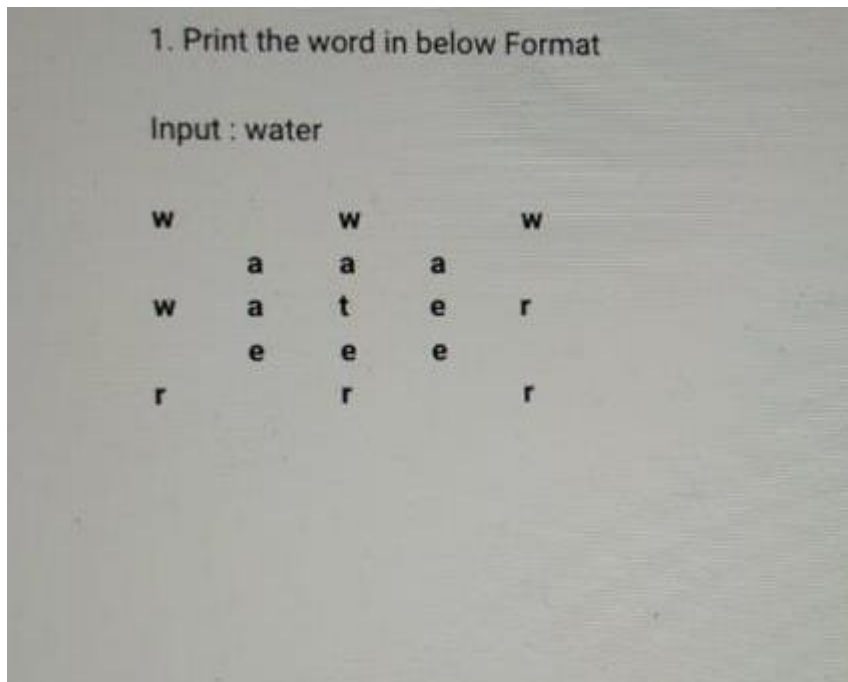 1. Print the word in below Format
Input : water
w w w
a a a
w a t e r
e e e
r r r